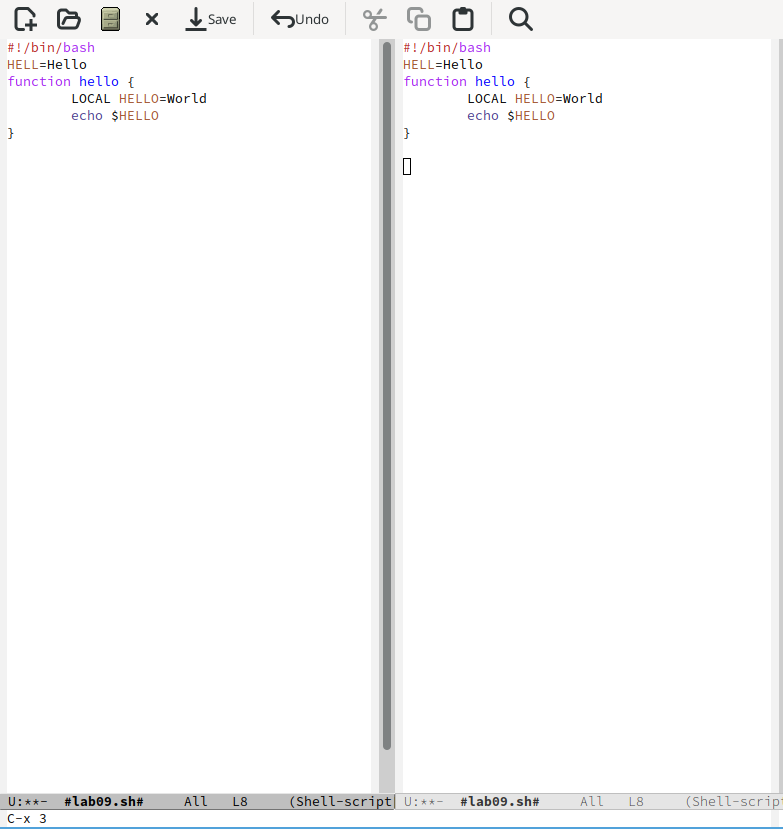 Save Undo
#!/bin/bash
HELL=Hello
function hello {
        LOCAL HELLO=World
        echo $HELLO
}
#!/bin/bash
HELL=Hello
function hello {
        LOCAL HELLO=World
        echo $HELLO
}
U:**-  #lab09.sh#     All   L8     (Shell-script
U:**-  #lab09.sh#     All   L8     (Shell-scrip
C-x 3